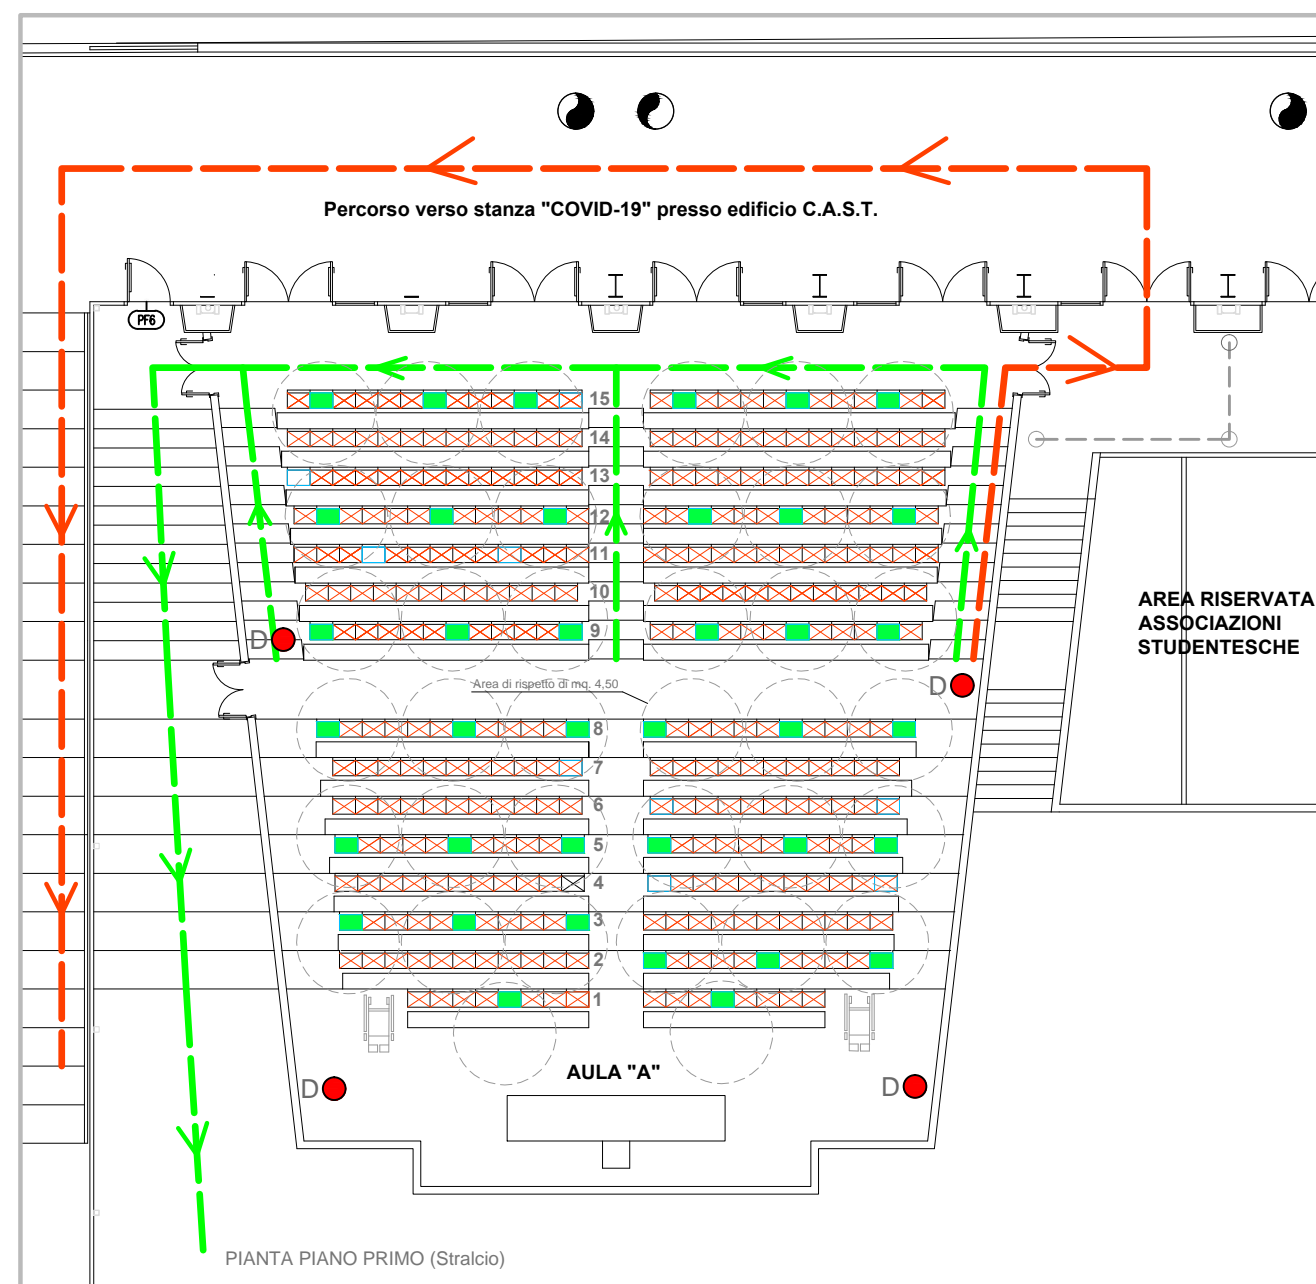 Percorso verso stanza "COVID-19" presso edificio C.A.S.T.
PF6
15
14
13
12
11
10
9
AREA RISERVATA
ASSOCIAZIONI
STUDENTESCHE
D
D
Area di rispetto di mq. 4,50
8
7
6
5
4
3
2
1
AULA "A"
D
D
PIANTA PIANO PRIMO (Stralcio)